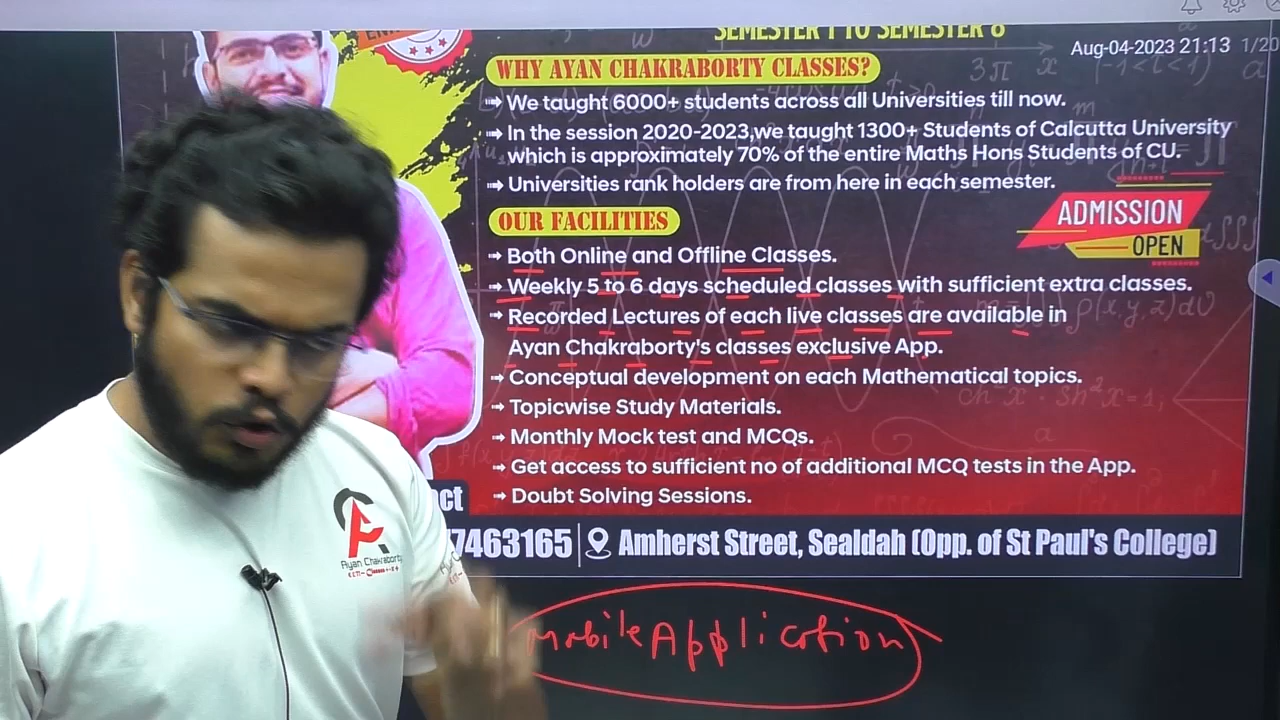 SEMESTER 1 TO SEMESTER 6
Aug-04-2023 21:13 1/20
WHY AYAN CHAKRABORTY CLASSES?
We taught 6000+ students across all Universities till now.
In the session 2020-2023,we taught 1300+ Students of Calcutta University
which is approximately 70% of the entire Maths Hons Students of CU.
Universities rank holders are from here in each semester.
OUR FACILITIES
ADMISSION
OPEN
Both Online and Offline Classes.
Weekly 5 to 6 days scheduled classes with sufficient extra classes.
Recorded Lectures of each live classes are available in
Ayan Chakraborty's classes exclusive App.
Conceptual development on each Mathematical topics.
Topicwise Study Materials.
Monthly Mock test and MCQs.
Get access to sufficient no of additional MCQ tests in the App.
Doubt Solving Sessions.
7463165 Amherst Street, Sealdah (Opp. of St Paul's College)
Ayan Chakraborty
Mobile Application